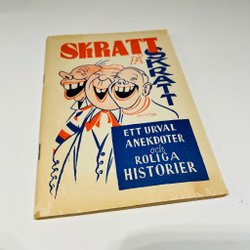 SKRATT
PÅ
SKRATT
ETT URVAL
ANEKDOTER
och
ROLIGA
HISTORIER